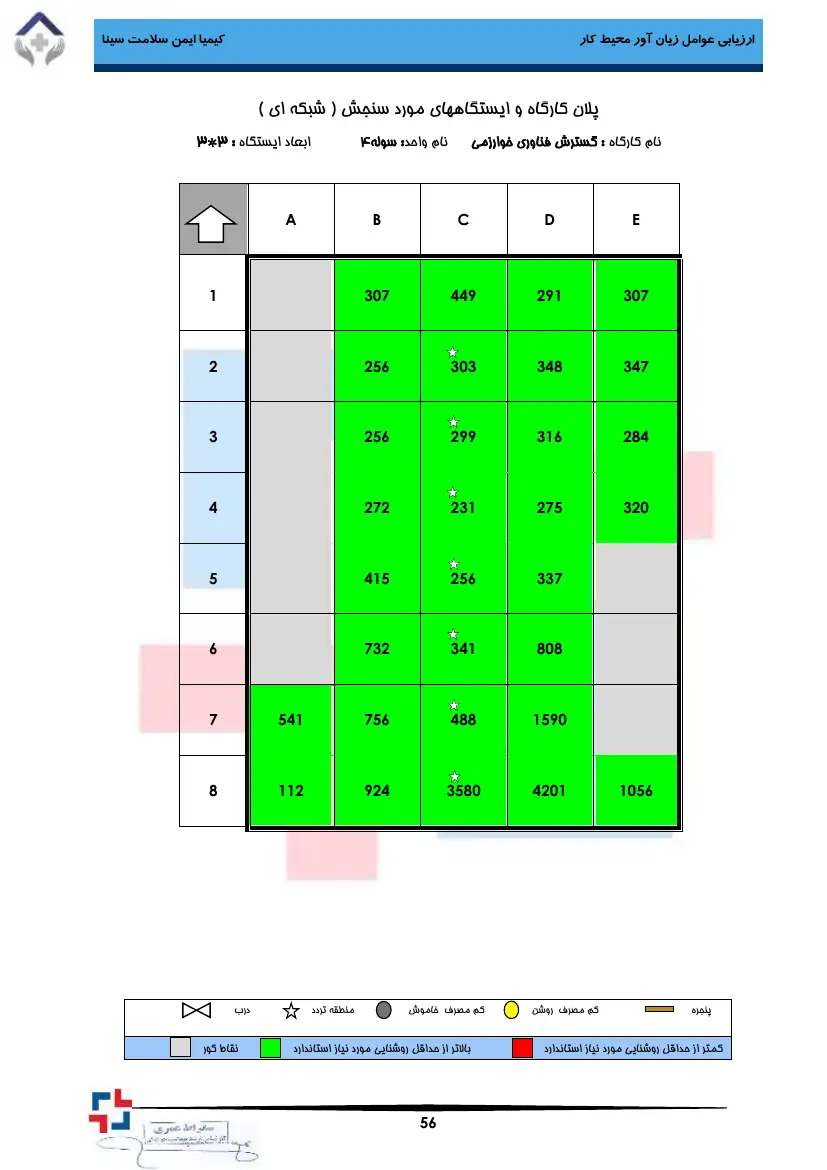 ارزیابی عوامل زیان آور محیط کار
کیمیا ایمن سلامت سینا
پلان کارگاه و ایستگاههای مورد سنجش ( شبکه ای )
نام کارگاه : گسترش فناوری خوارزمی نام واحد: سوله۴ ابعاد ایستگاه : ۳*۳
A B C D E
1 307 449 291 307
2 256 303 348 347
3 256 299 316 284
4 272 231 275 320
5 415 256 337
6 732 341 808
7 541 756 488 1590
8 112 924 3580 4201 1056
پنجره کم مصرف روشن کم مصرف خاموش منطقه تردد درب
کمتر از حداقل روشنایی مورد نیاز استاندارد بالاتر از حداقل روشنایی مورد نیاز استاندارد نقاط کور
56